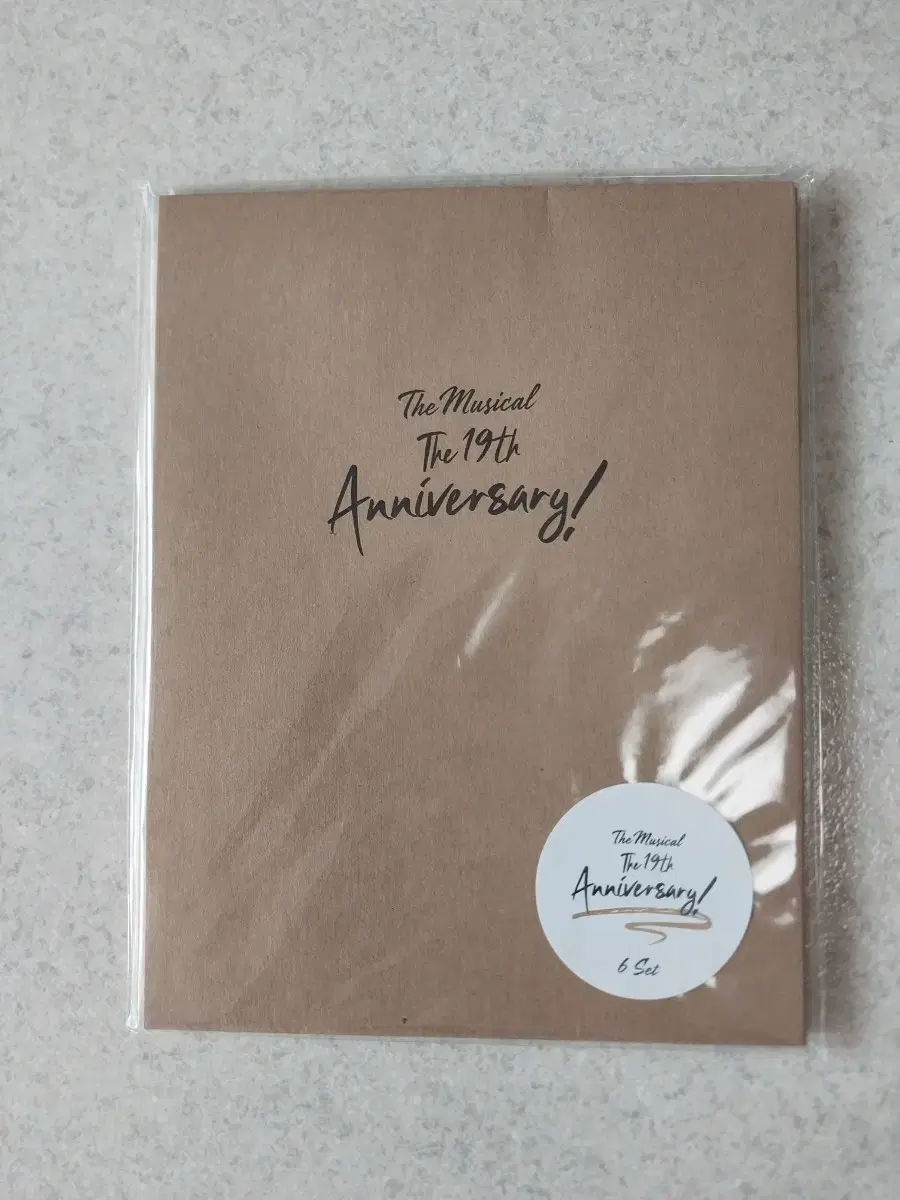 The Musical
The 19th
Anniversary!
The Musical
The 19th
Anniversary!
6 Set